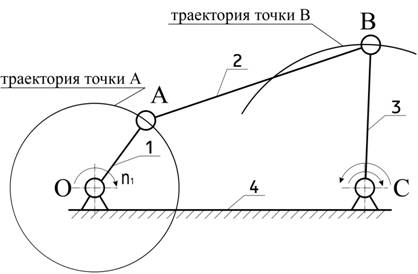 траектория точки В
В
2
траектория точки А
А
1
3
О
n₁
4
С